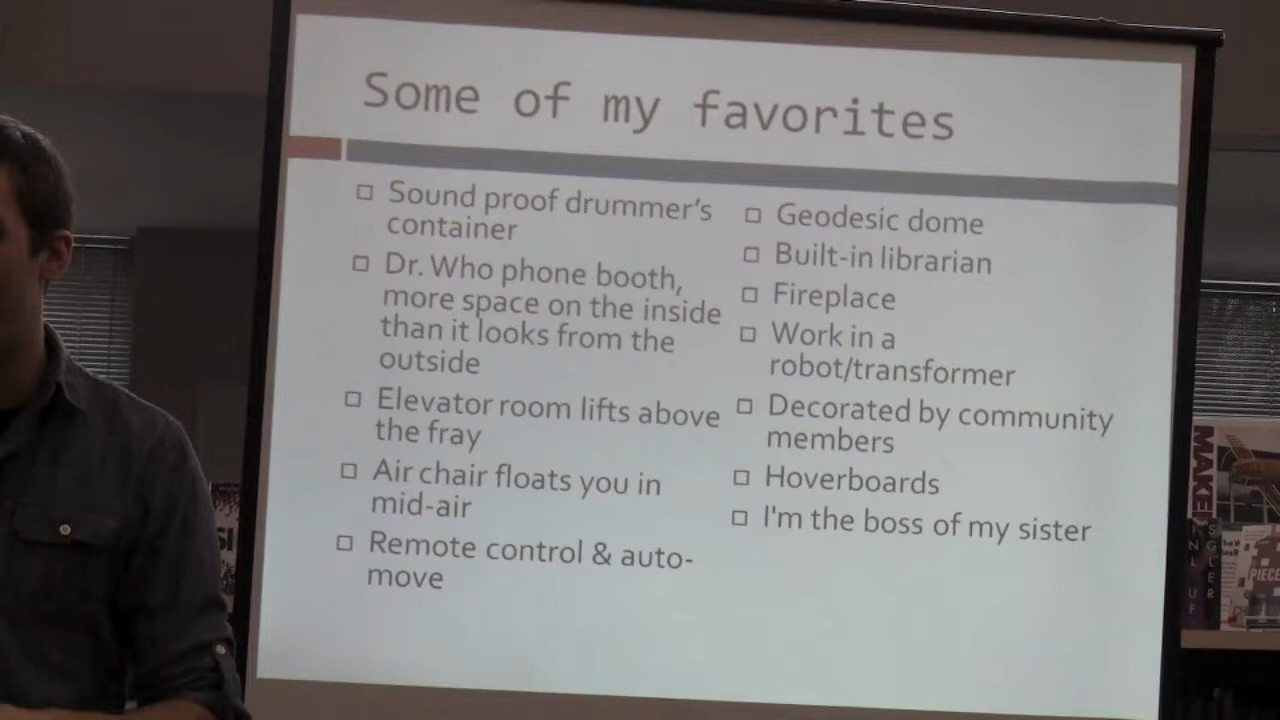 Some of my favorites
Sound proof drummer's
container
Dr. Who phone booth,
more space on the inside
than it looks from the
outside
Elevator room lifts above
the fray
Air chair floats you in
mid-air
Remote control & auto-
move
Geodesic dome
Built-in librarian
Fireplace
Work in a
robot/transformer
Decorated by community
members
Hoverboards
I'm the boss of my sister
MAKE
PIECE